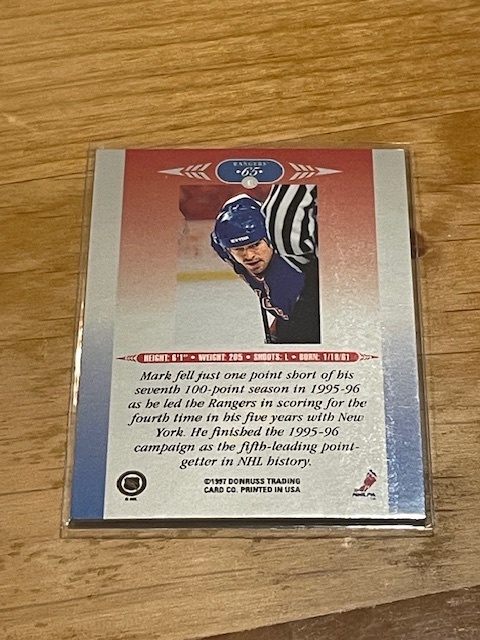 RANGERS
•65•
C
HEIGHT: 6'1" • WEIGHT: 205 • SHOOTS: L • BORN: 1/18/61
Mark fell just one point short of his
seventh 100-point season in 1995-96
as he led the Rangers in scoring for the
fourth time in his five years with New
York. He finished the 1995-96
campaign as the fifth-leading point-
getter in NHL history.
©1997 DONRUSS TRADING
CARD CO. PRINTED IN USA
© NHL
NHLPA